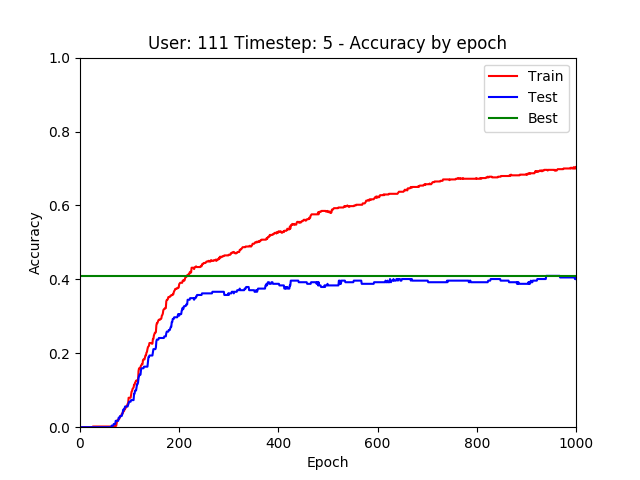 User: 111 Timestep: 5 - Accuracy by epoch
Train
Test
Best
Accuracy
1.0
0.8
0.6
0.4
0.2
0.0
0 200 400 600 800 1000
Epoch